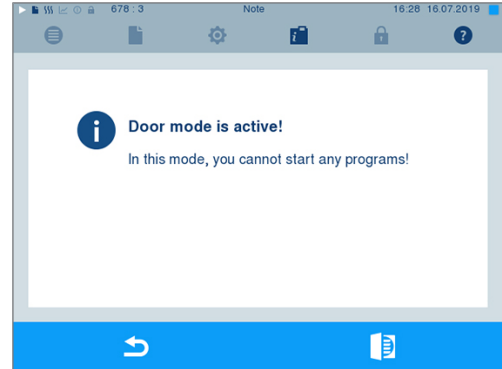 678 : 3 Note 16:28 16.07.2019
i ?
i Door mode is active!
In this mode, you cannot start any programs!